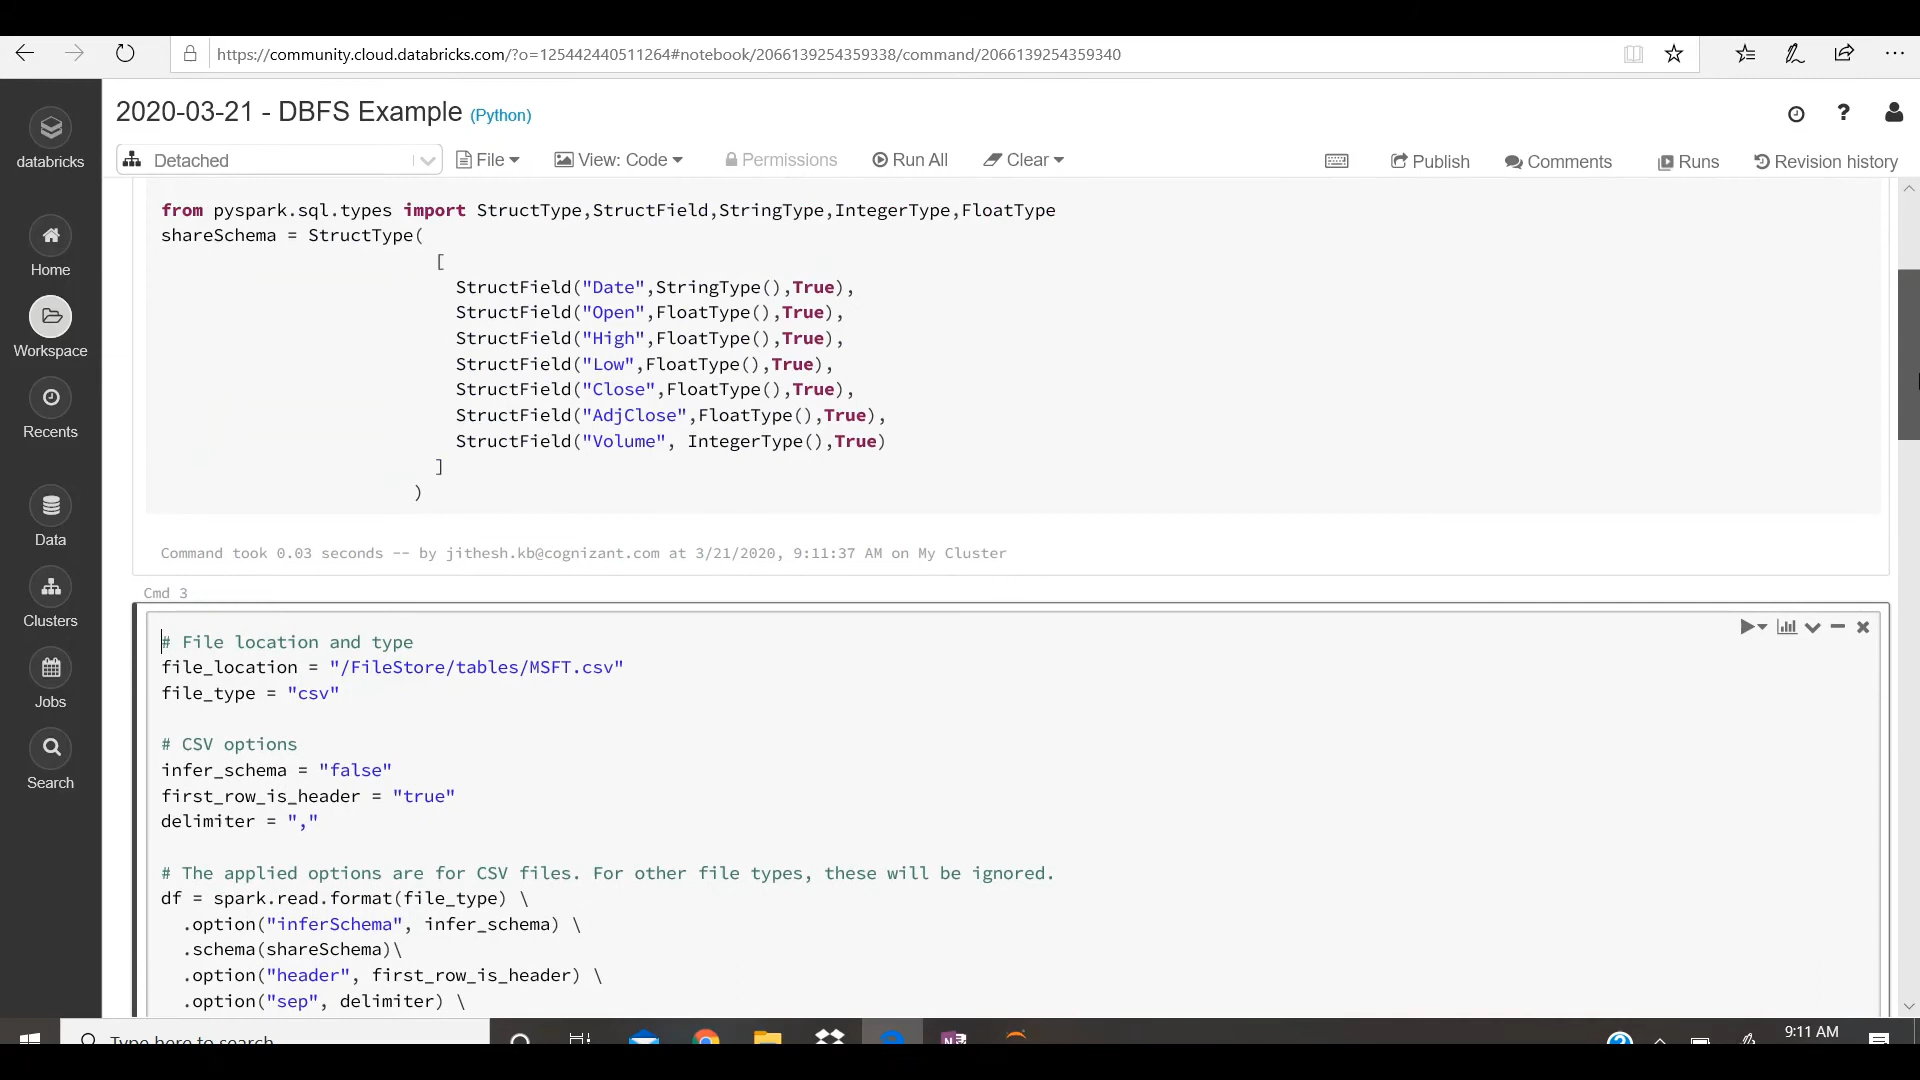 https://community.cloud.databricks.com/?o=125442440511264#notebook/2066139254359338/command/2066139254359340
2020-03-21 - DBFS Example (Python)
Detached File View: Code Permissions Run All Clear Publish Comments Runs Revision history
databricks
Home
Workspace
Recents
Data
Clusters
Jobs
Search
from pyspark.sql.types import StructType,StructField,StringType,IntegerType,FloatType
shareSchema = StructType(
[
StructField("Date",StringType(),True),
StructField("Open",FloatType(),True),
StructField("High",FloatType(),True),
StructField("Low",FloatType(),True),
StructField("Close",FloatType(),True),
StructField("AdjClose",FloatType(),True),
StructField("Volume", IntegerType(),True)
]
)
Command took 0.03 seconds -- by jithesh.kb@cognizant.com at 3/21/2020, 9:11:37 AM on My Cluster
Cmd 3
# File location and type
file_location = "/FileStore/tables/MSFT.csv"
file_type = "csv"
# CSV options
infer_schema = "false"
first_row_is_header = "true"
delimiter = ","
# The applied options are for CSV files. For other file types, these will be ignored.
df = spark.read.format(file_type) \
.option("inferSchema", infer_schema) \
.schema(shareSchema)\
.option("header", first_row_is_header) \
.option("sep", delimiter) \
Type here to search
9:11 AM